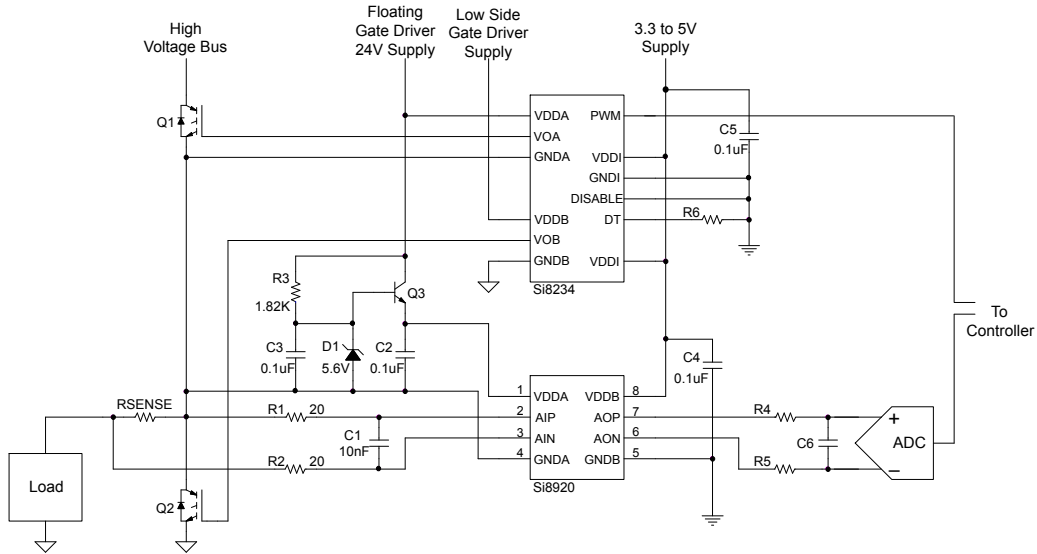 High
Voltage Bus
Floating
Gate Driver
24V Supply
Low Side
Gate Driver
Supply
3.3 to 5V
Supply
Q1
VDDA
VOA
GNDA
VDDB
VOB
GNDB
PWM
VDDI
GNDI
DISABLE
DT
VDDI
Si8234
C5
0.1uF
R6
To
Controller
R3
1.82K
Q3
C3
0.1uF
D1
5.6V
C2
0.1uF
C4
0.1uF
RSENSE
R1 20
C1
10nF
R2 20
1
2
3
4
VDDA
AIP
AIN
GNDA
VDDB
AOP
AON
GNDB
8
7
6
5
Si8920
R4
C6
R5
+
ADC
−
Load
Q2